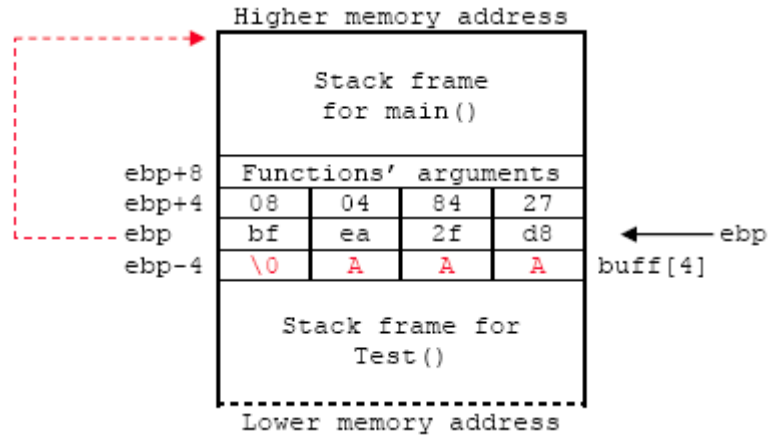 Higher memory address
Stack frame
for main()
ebp+8 Functions’ arguments
ebp+4 08 04 84 27
ebp bf ea 2f d8 ebp
ebp-4 \0 A A A buff[4]
Stack frame for
Test()
Lower memory address